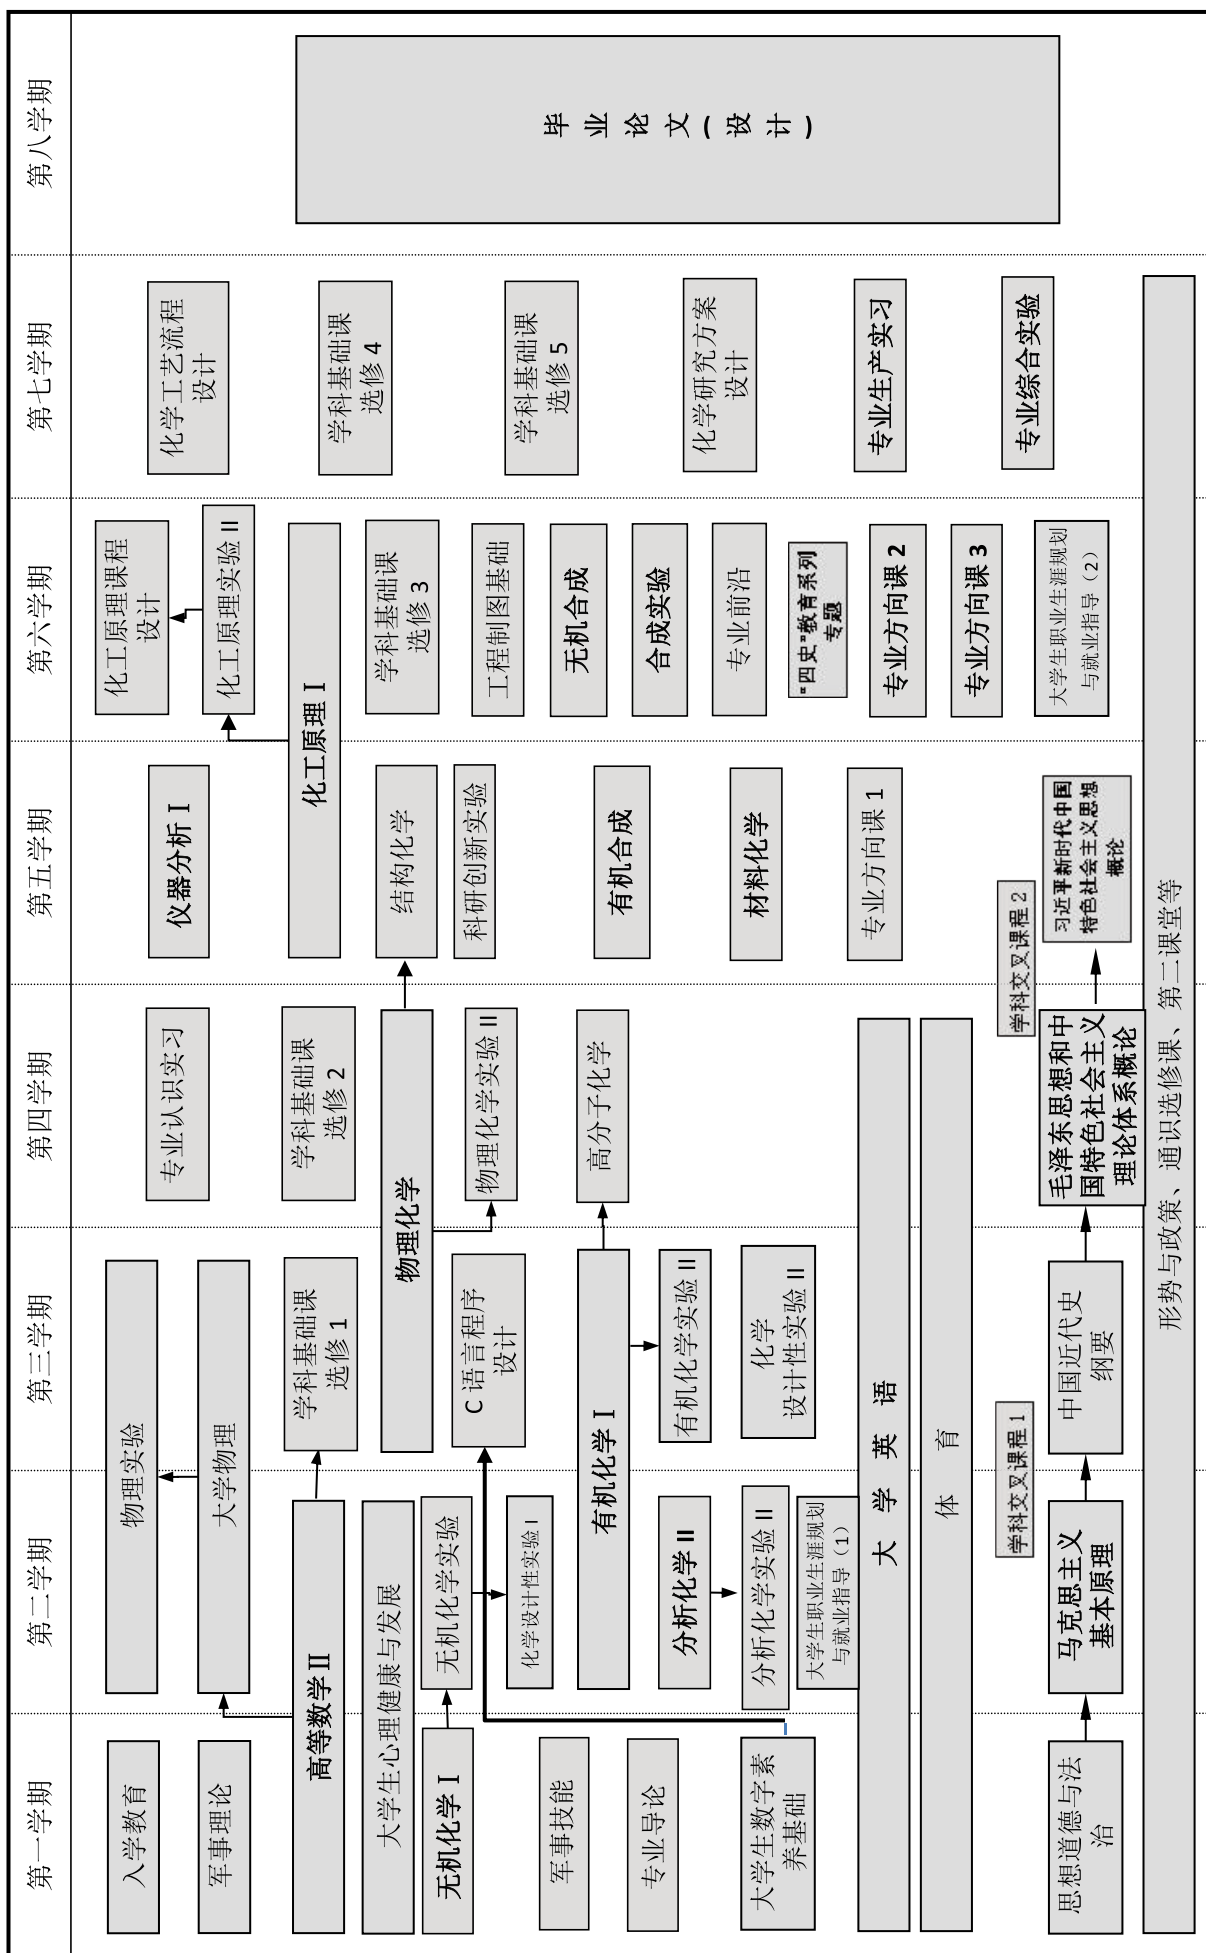 第一学期
入学教育
军事理论
高等数学Ⅱ
大学生心理健康与发展
无机化学Ⅰ
军事技能
专业导论
大学生数字素
养基础
大学英语
体育
思想道德与法
治
形势与政策、通识选修课、第二课堂等
第二学期
物理实验
大学物理
无机化学实验
化学设计性实验 I
有机化学Ⅰ
分析化学Ⅱ
分析化学实验Ⅱ
大学生职业生涯规划
与就业指导（1）
学科交叉课程 1
马克思主义
基本原理
第三学期
学科基础课
选修 1
物理化学
C 语言程序
设计
有机化学实验Ⅱ
化学
设计性实验Ⅱ
中国近代史
纲要
第四学期
专业认识实习
学科基础课
选修 2
物理化学实验Ⅱ
高分子化学
学科交叉课程 2
毛泽东思想和中
国特色社会主义
理论体系概论
第五学期
仪器分析Ⅰ
化工原理Ⅰ
结构化学
科研创新实验
有机合成
材料化学
专业方向课 1
习近平新时代中国
特色社会主义思想
概论
第六学期
化工原理课程
设计
化工原理实验Ⅱ
学科基础课
选修 3
工程制图基础
无机合成
合成实验
专业前沿
“四史”教育系列
专题
专业方向课 2
专业方向课 3
大学生职业生涯规划
与就业指导（2）
第七学期
化学工艺流程
设计
学科基础课
选修 4
学科基础课
选修 5
化学研究方案
设计
专业生产实习
专业综合实验
第八学期
毕业论文(设计)